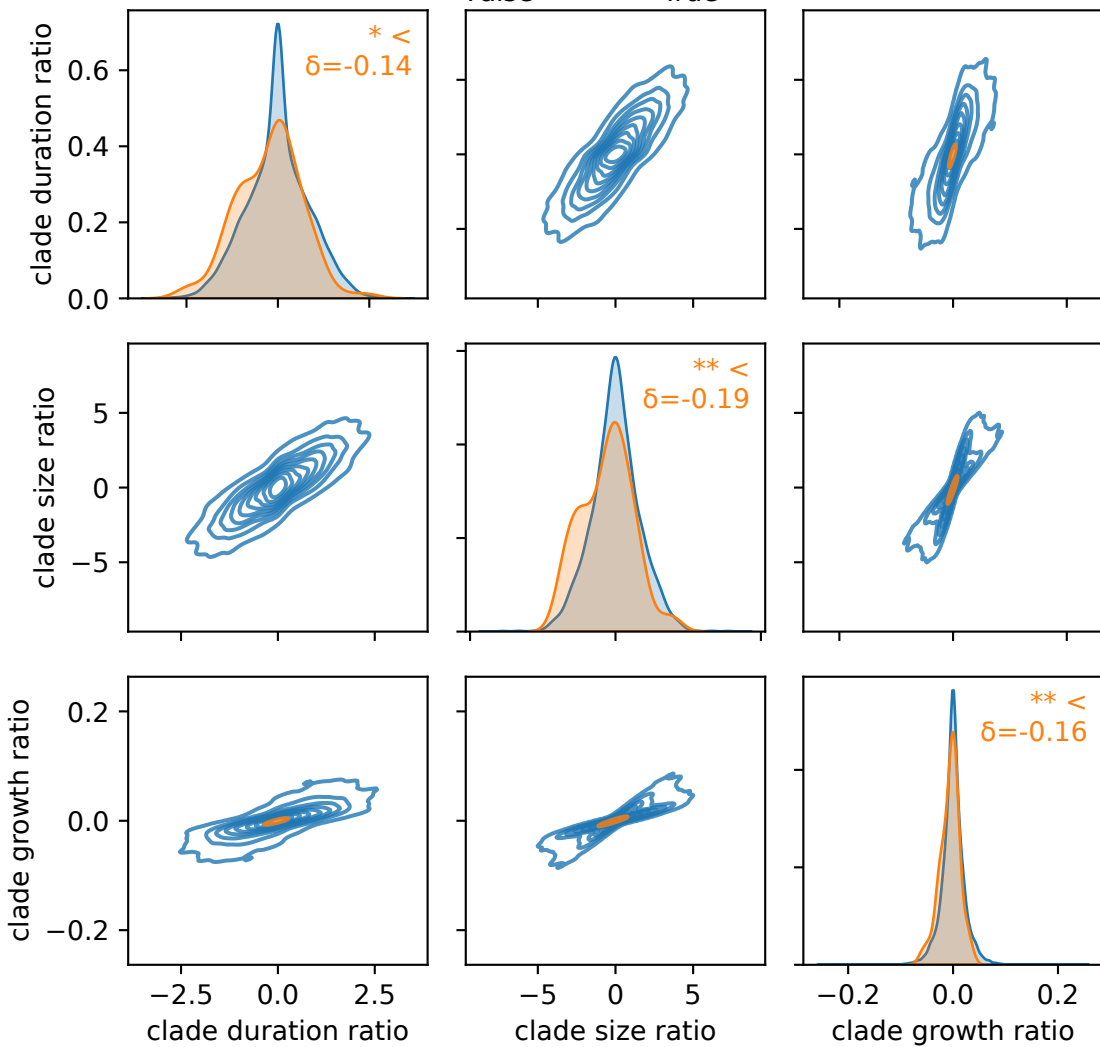 True
clade duration ratio
0.6
0.4
0.2
0.0
* <
δ=-0.14
clade size ratio
5
0
−5
** <
δ=-0.19
clade growth ratio
0.2
0.0
−0.2
** <
δ=-0.16
−2.5 0.0 2.5
−5 0 5
−0.2 0.0 0.2
clade duration ratio
clade size ratio
clade growth ratio